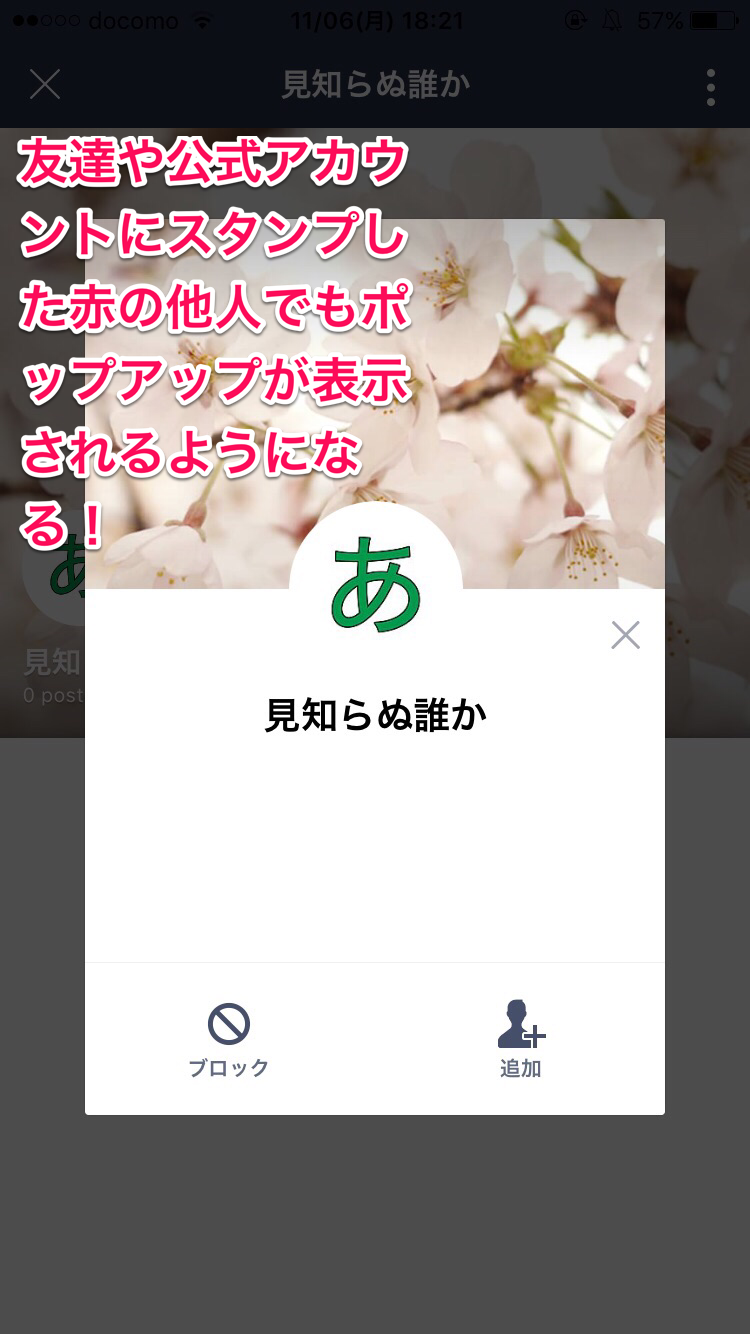 docomo 11/06(月) 18:21 57%
見知らぬ誰か
友達や公式アカウ
ントにスタンプし
た赤の他人でもポ
ップアップが表示
されるようにな
る！
あ
あ
見知
0 post
見知らぬ誰か
ブロック 追加